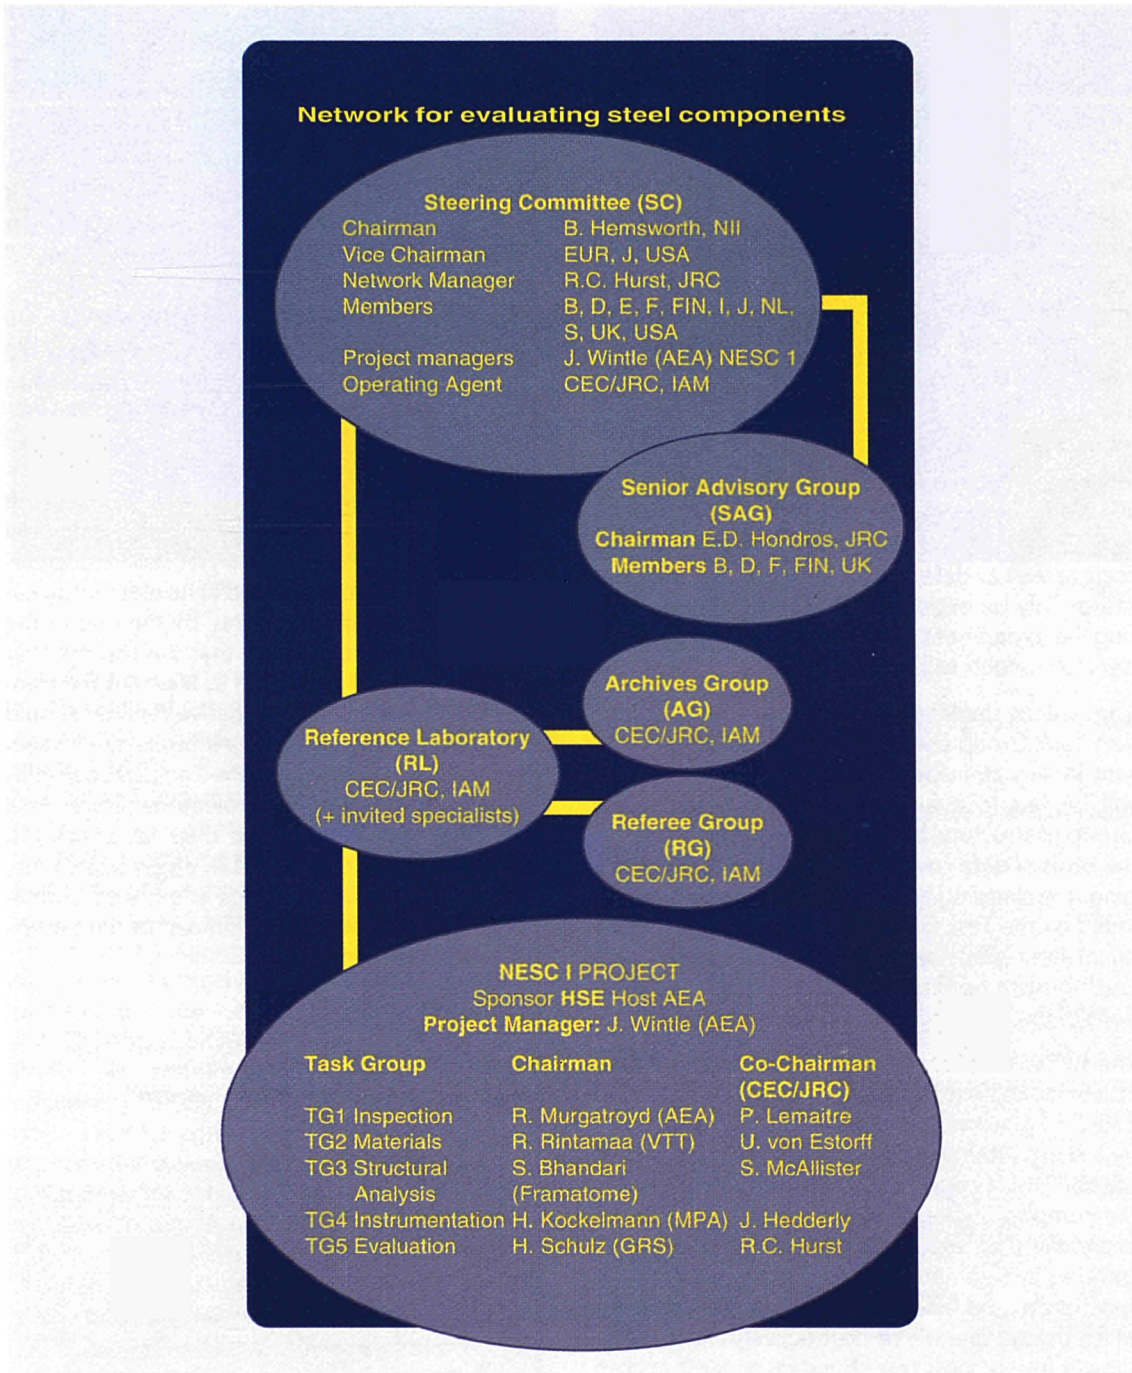 Network for evaluating steel components
Steering Committee (SC)
Chairman B. Hemsworth, NII
Vice Chairman EUR, J, USA
Network Manager R.C. Hurst, JRC
Members B, D, E, F, FIN, I, J, NL,
S, UK, USA
Project managers J. Wintle (AEA) NESC 1
Operating Agent CEC/JRC, IAM
Senior Advisory Group
(SAG)
Chairman E.D. Hondros, JRC
Members B, D, F, FIN, UK
Archives Group
(AG)
CEC/JRC, IAM
Reference Laboratory
(RL)
CEC/JRC, IAM
(+ invited specialists)
Referee Group
(RG)
CEC/JRC, IAM
NESC I PROJECT
Sponsor HSE Host AEA
Project Manager: J. Wintle (AEA)
Task Group Chairman Co-Chairman
(CEC/JRC)
TG1 Inspection R. Murgatroyd (AEA) P. Lemaitre
TG2 Materials R. Rintamaa (VTT) U. von Estorff
TG3 Structural S. Bhandari S. McAllister
Analysis (Framatome)
TG4 Instrumentation H. Kockelmann (MPA) J. Hedderly
TG5 Evaluation H. Schulz (GRS) R.C. Hurst